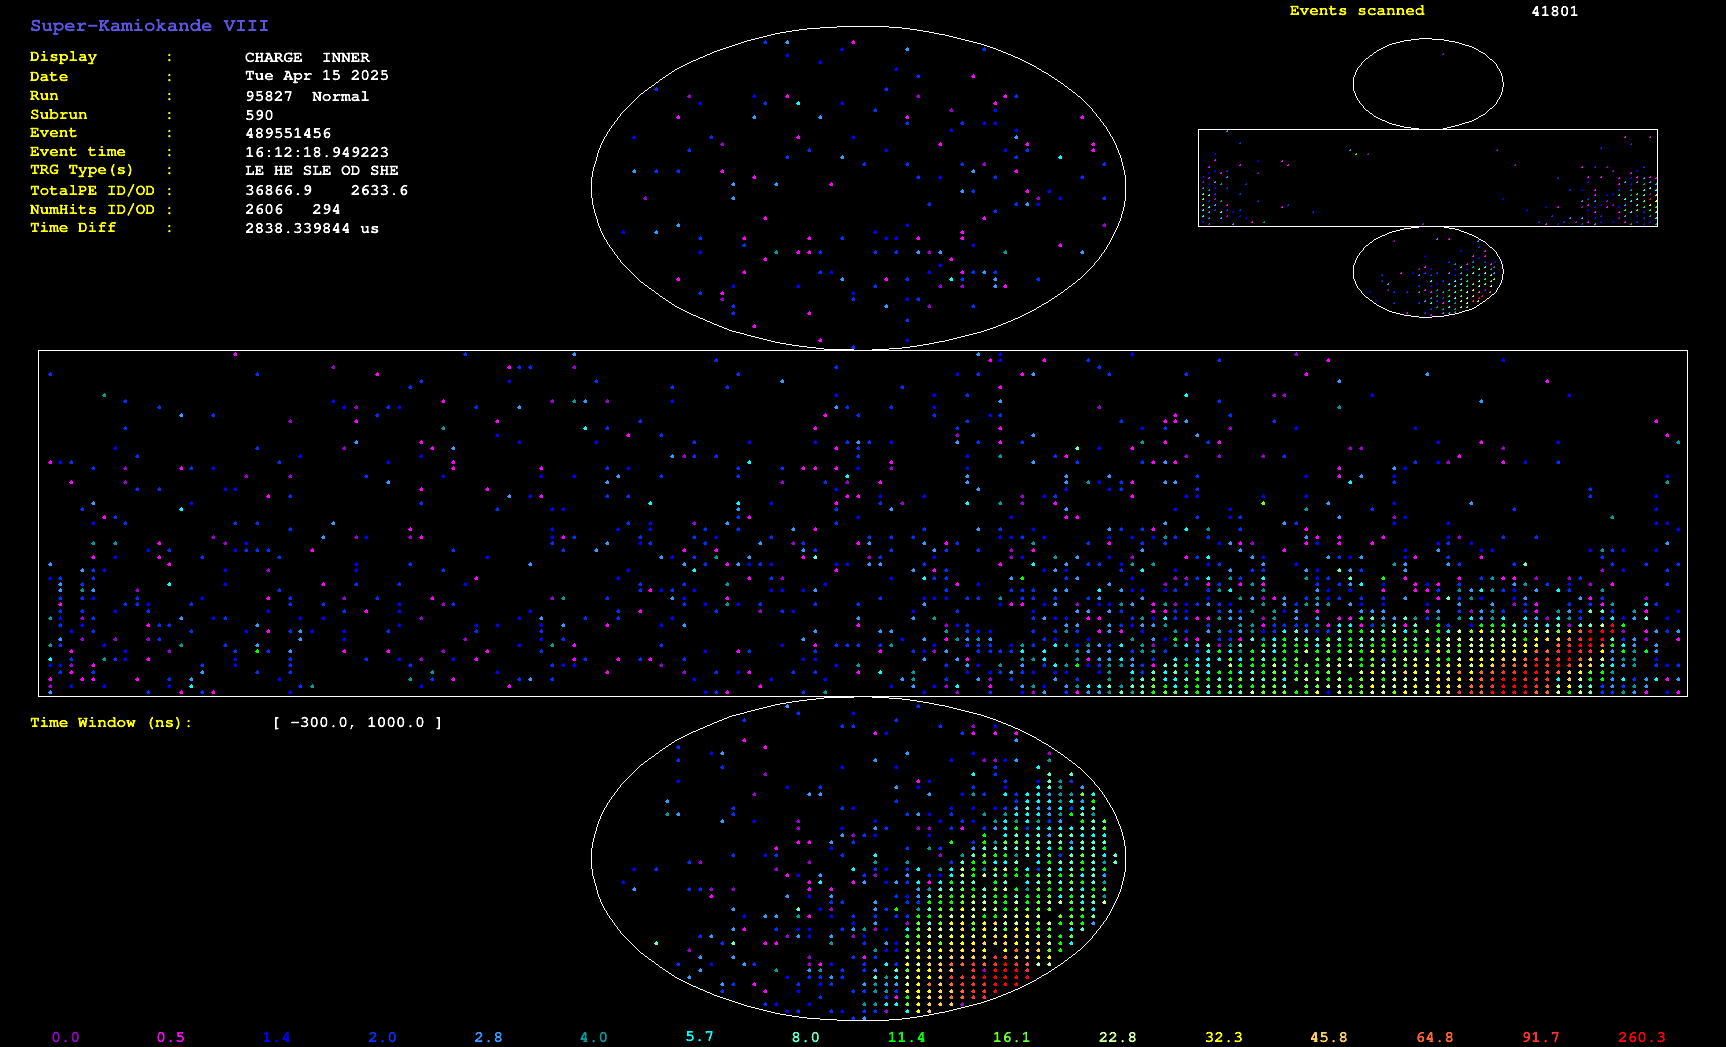 Super-Kamiokande VIII
Events scanned 41801
Display : CHARGE INNER
Date : Tue Apr 15 2025
Run : 95827 Normal
Subrun : 590
Event : 489551456
Event time : 16:12:18.949223
TRG Type(s) : LE HE SLE OD SHE
TotalPE ID/OD : 36866.9 2633.6
NumHits ID/OD : 2606 294
Time Diff : 2838.339844 us
Time Window (ns): [ -300.0, 1000.0 ]
0.0 0.5 1.4 2.0 2.8 4.0 5.7 8.0 11.4 16.1 22.8 32.3 45.8 64.8 91.7 260.3